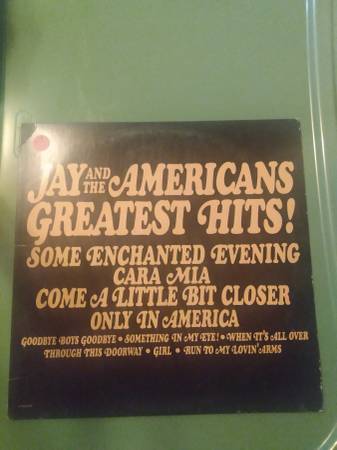 JAY AND THE AMERICANS
GREATEST HITS!
SOME ENCHANTED EVENING
CARA MIA
COME A LITTLE BIT CLOSER
ONLY IN AMERICA
GOODBYE BOYS GOODBYE • SOMETHING IN MY EYE! • WHEN IT'S ALL OVER
THROUGH THIS DOORWAY • GIRL • RUN TO MY LOVIN' ARMS